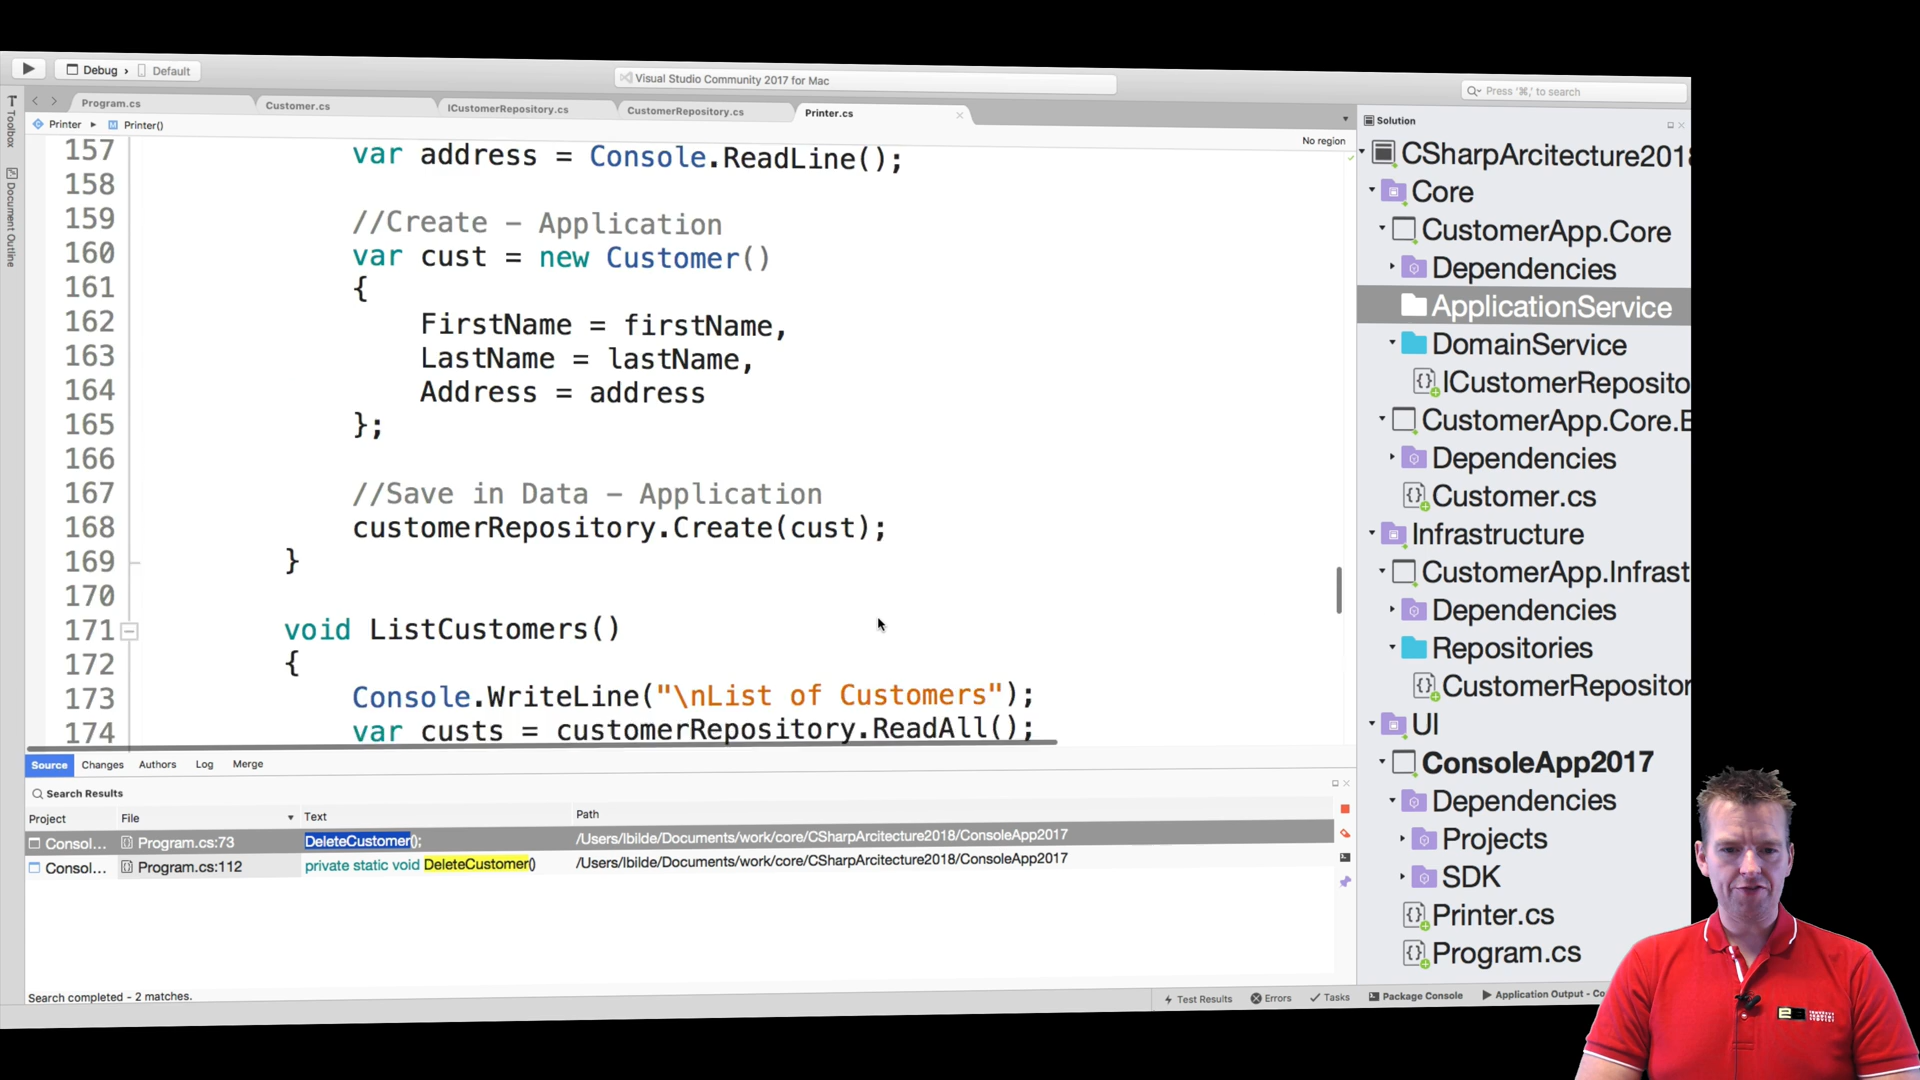 Debug › Default
Visual Studio Community 2017 for Mac
Press '⌘,' to search
Program.cs
Customer.cs
ICustomerRepository.cs
CustomerRepository.cs
Printer.cs
Printer ▸ Printer()
No region
Toolbox
Document Outline
157 var address = Console.ReadLine();
158
159 //Create – Application
160 var cust = new Customer()
161 {
162 FirstName = firstName,
163 LastName = lastName,
164 Address = address
165 };
166
167 //Save in Data – Application
168 customerRepository.Create(cust);
169 }
170
171 void ListCustomers()
172 {
173 Console.WriteLine("\nList of Customers");
174 var custs = customerRepository.ReadAll();
Source Changes Authors Log Merge
Search Results
Project File Text Path
Consol... Program.cs:73 DeleteCustomer(); /Users/lbilde/Documents/work/core/CSharpArcitecture2018/ConsoleApp2017
Consol... Program.cs:112 private static void DeleteCustomer() /Users/lbilde/Documents/work/core/CSharpArcitecture2018/ConsoleApp2017
Search completed - 2 matches.
Test Results Errors Tasks Package Console Application Output - Co
Solution
CSharpArcitecture2018
Core
CustomerApp.Core
Dependencies
ApplicationService
DomainService
ICustomerReposito
CustomerApp.Core.E
Dependencies
Customer.cs
Infrastructure
CustomerApp.Infrast
Dependencies
Repositories
CustomerRepositor
UI
ConsoleApp2017
Dependencies
Projects
SDK
Printer.cs
Program.cs